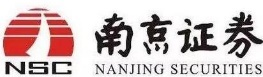 NSC
南京证券
NANJING SECURITIES